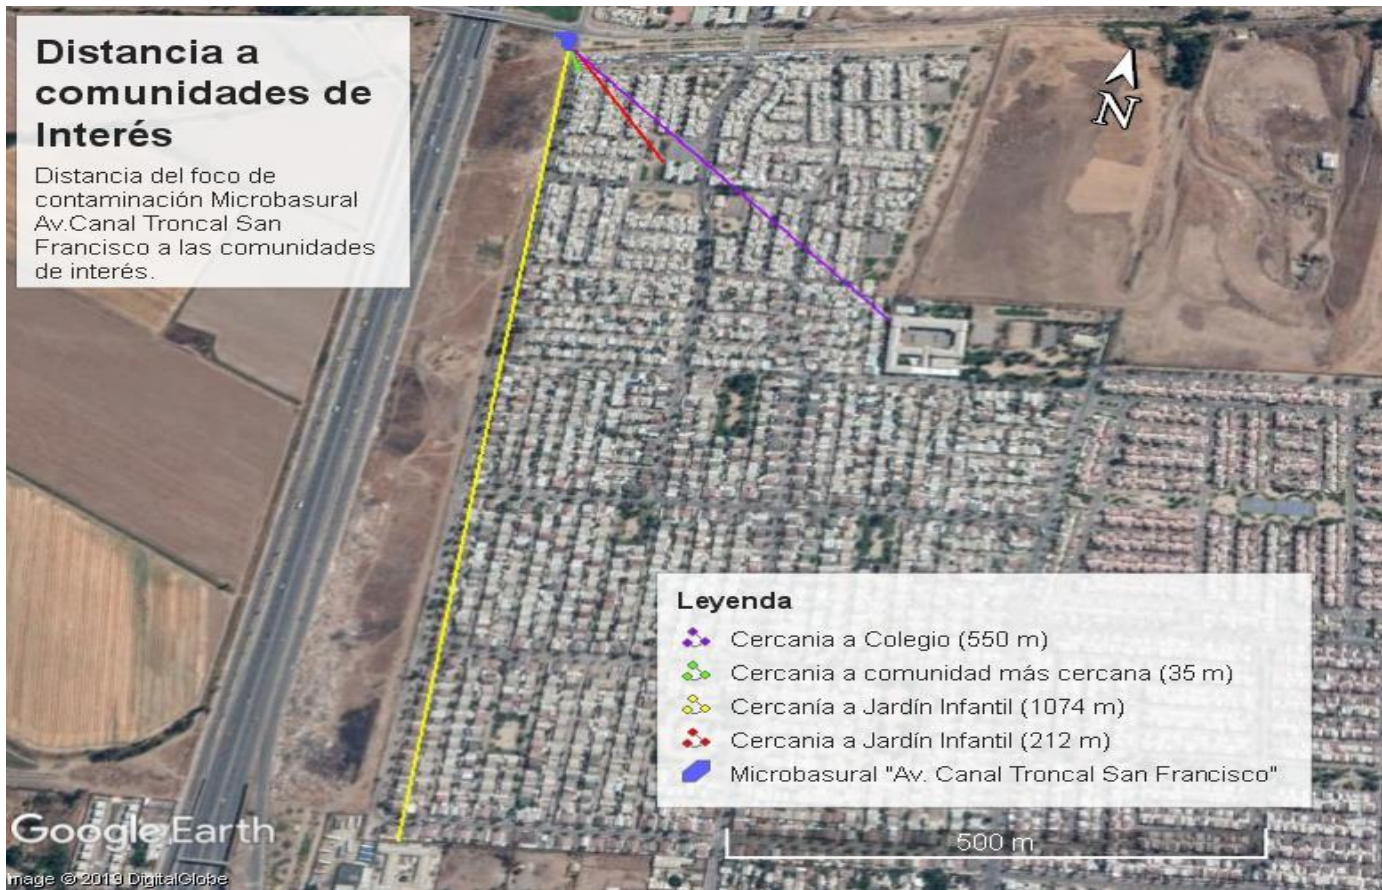 Distancia a
comunidades de
Interés
Distancia del foco de
contaminación Microbasural
Av.Canal Troncal San
Francisco a las comunidades
de interés.
N
Leyenda
Cercania a Colegio (550 m)
Cercania a comunidad más cercana (35 m)
Cercanía a Jardín Infantil (1074 m)
Cercania a Jardín Infantil (212 m)
Microbasural "Av. Canal Troncal San Francisco"
500 m
Google Earth
mage © 2019 DigitalGlobe